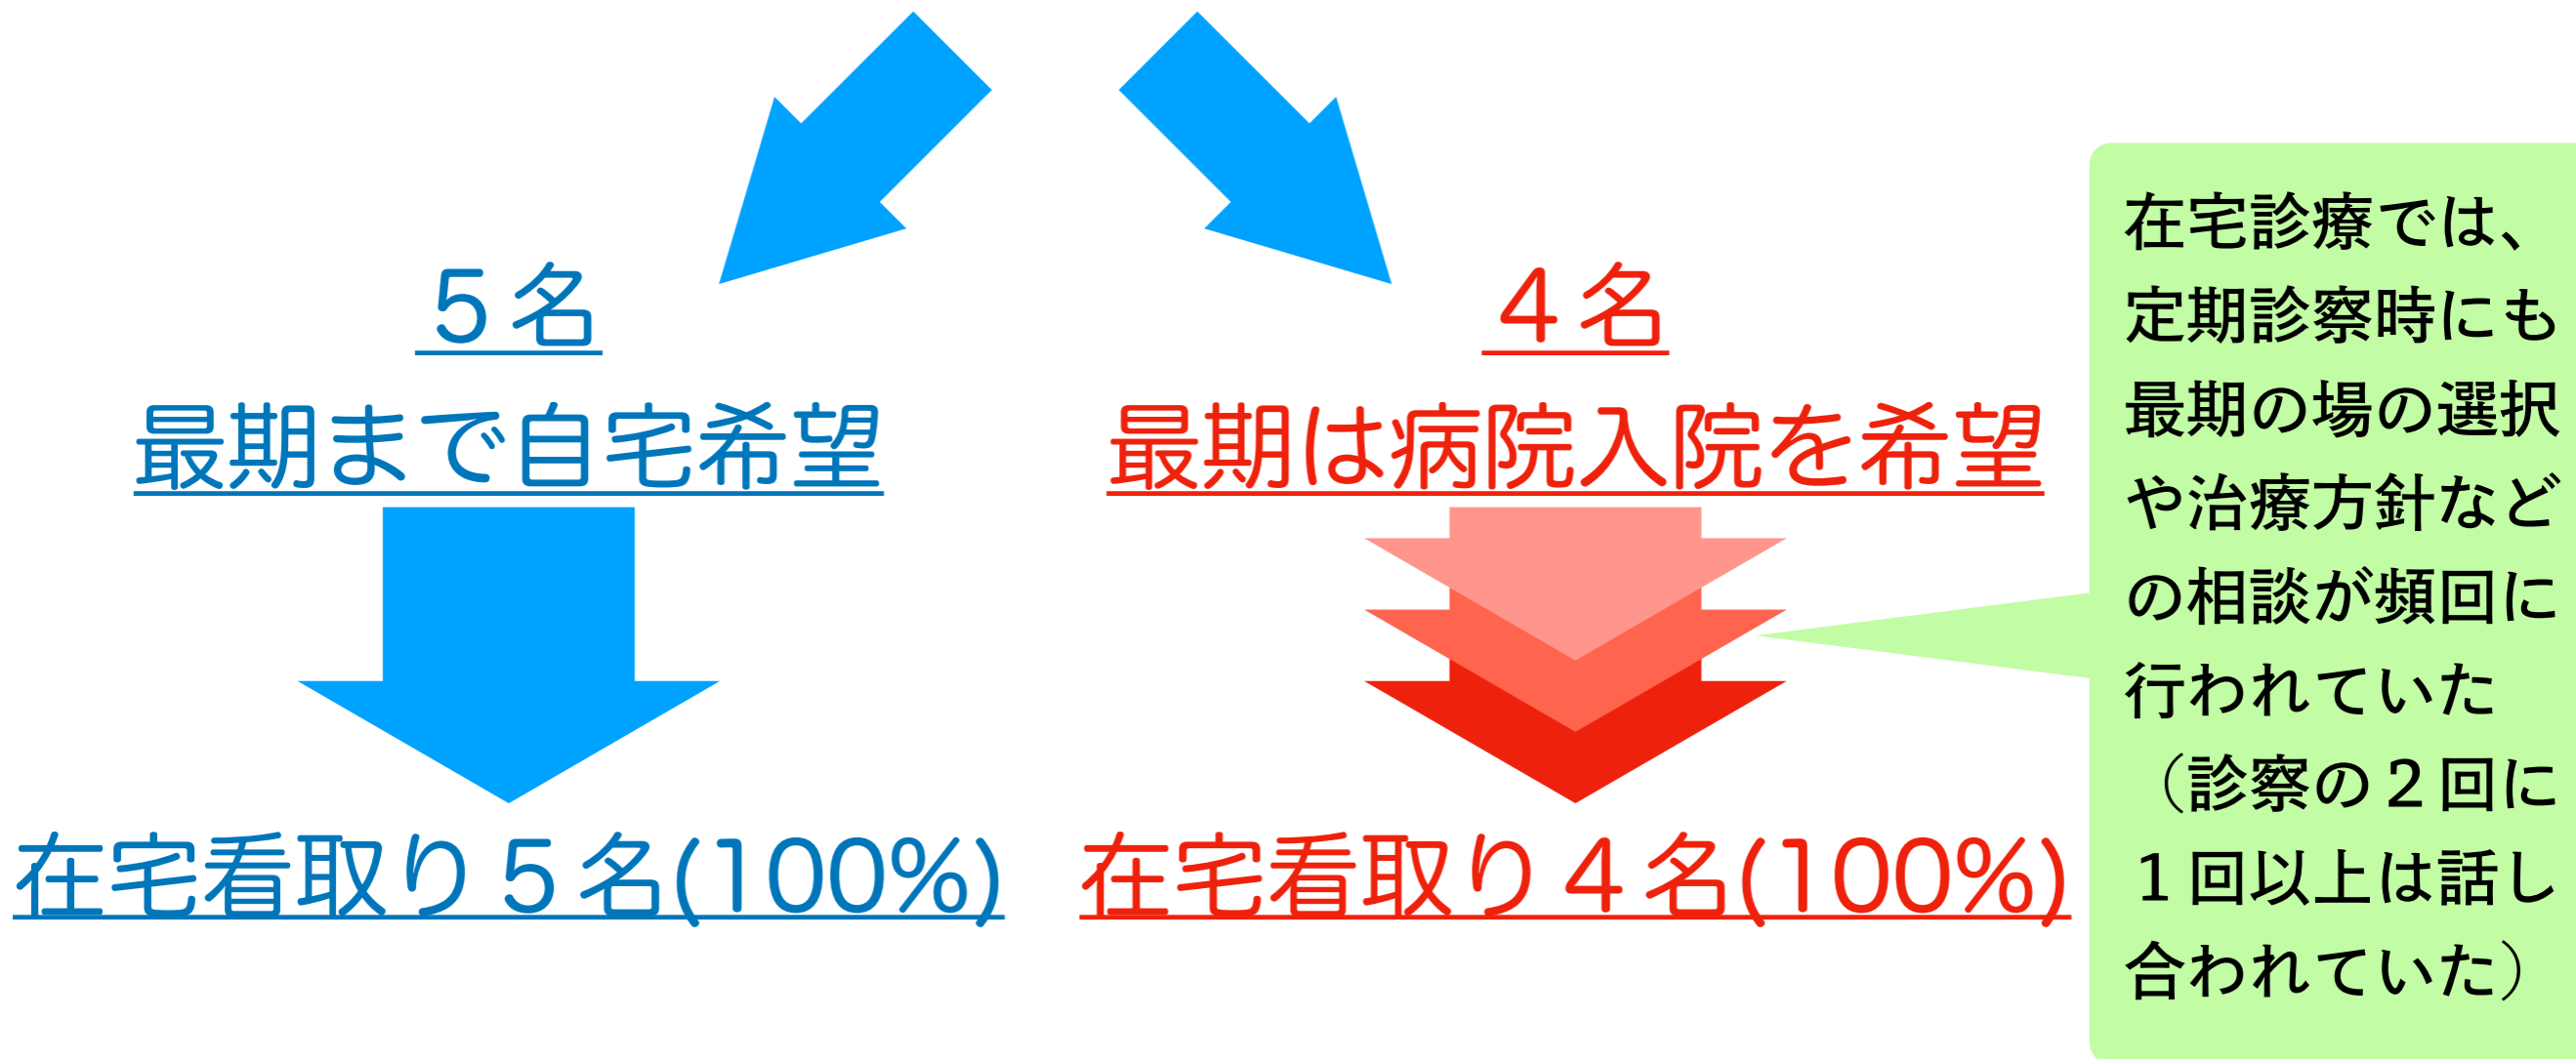 ５名
最期まで自宅希望
在宅看取り５名(100%)
４名
最期は病院入院を希望
在宅看取り４名(100%)
在宅診療では、
定期診察時にも
最期の場の選択
や治療方針など
の相談が頻回に
行われていた
（診察の２回に
１回以上は話し
合われていた）